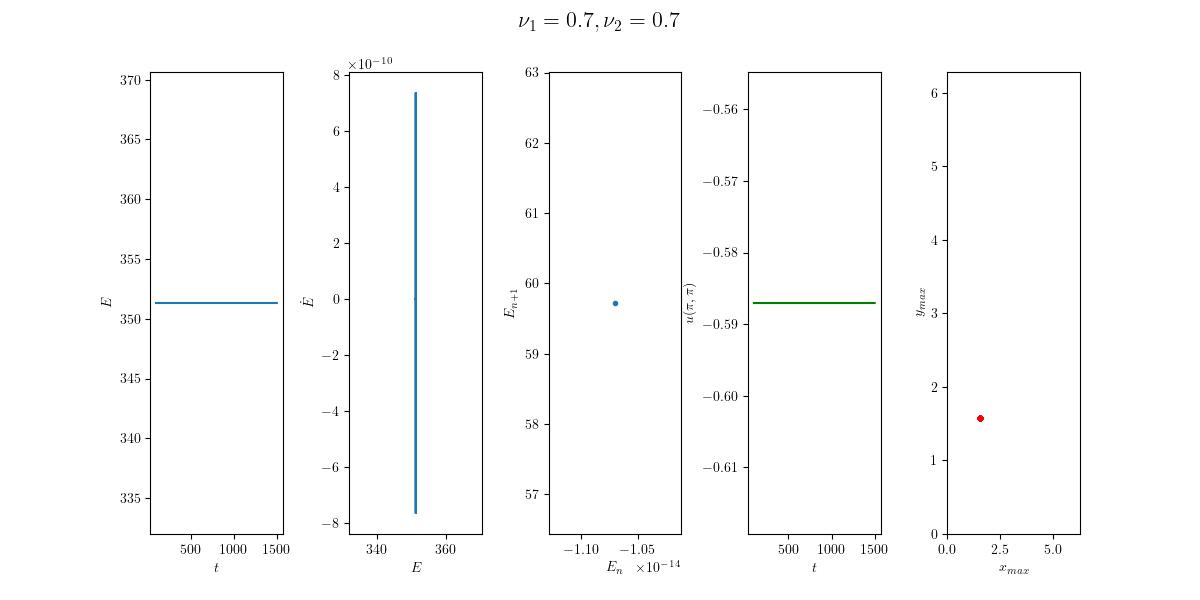 ν₁ = 0.7, ν₂ = 0.7
370
365
360
355
350
345
340
335
E
500 1000 1500
t
×10⁻¹⁰
8
6
4
2
0
−2
−4
−6
−8
Ė
340 360
E
63
62
61
60
59
58
57
Eₙ₊₁
−1.10 −1.05
Eₙ ×10⁻¹⁴
−0.56
−0.57
−0.58
−0.59
−0.60
−0.61
u(π, π)
500 1000 1500
t
6
5
4
3
2
1
0
y_max
0.0 2.5 5.0
x_max